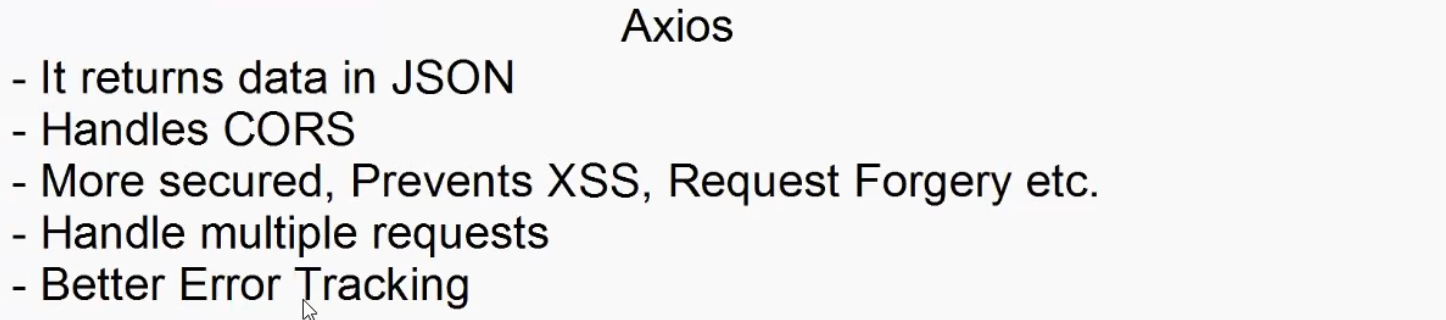 Axios
- It returns data in JSON
- Handles CORS
- More secured, Prevents XSS, Request Forgery etc.
- Handle multiple requests
- Better Error Tracking